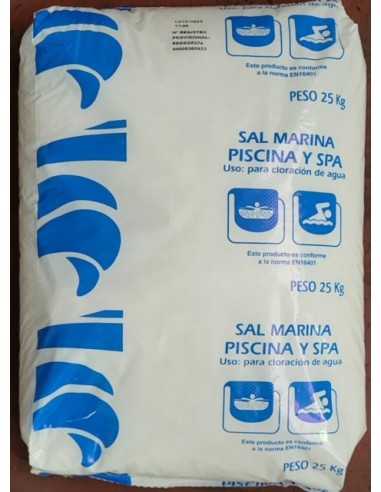 Este producto es conforme
a la norma EN16401
PESO 25 Kg
SAL MARINA
PISCINA Y SPA
Uso: para cloración de agua
Este producto es conforme
a la norma EN16401
PESO 25 Kg
SAL MARINA
PISCINA Y SPA
Uso: para cloración de agua
Este producto es conforme
a la norma EN16401
PESO 25 Kg